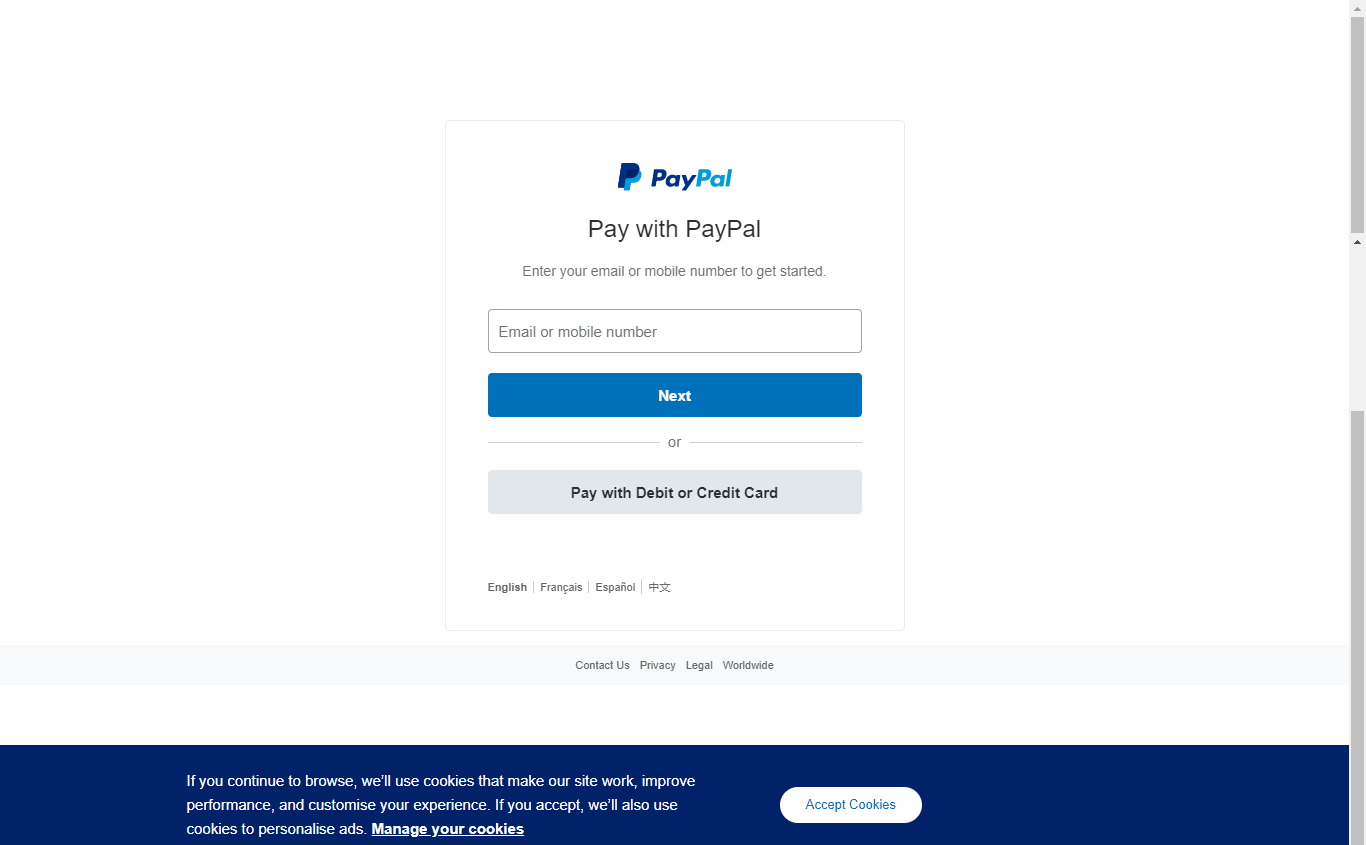 PayPal
Pay with PayPal
Enter your email or mobile number to get started.
Email or mobile number
Next
or
Pay with Debit or Credit Card
English Français Español 中文
Contact Us Privacy Legal Worldwide
If you continue to browse, we’ll use cookies that make our site work, improve
performance, and customise your experience. If you accept, we’ll also use
cookies to personalise ads. Manage your cookies
Accept Cookies